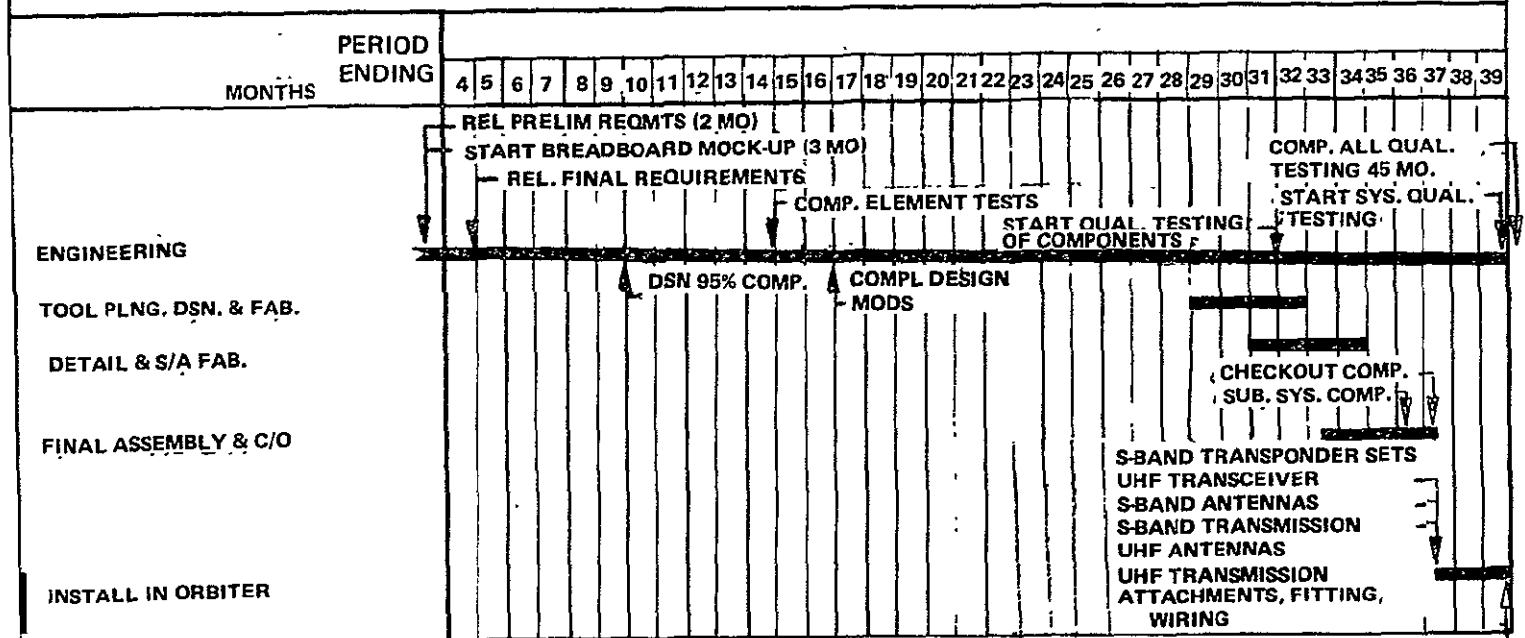 PERIOD
ENDING
MONTHS
4 5 6 7 8 9 10 11 12 13 14 15 16 17 18 19 20 21 22 23 24 25 26 27 28 29 30 31 32 33 34 35 36 37 38 39
REL PRELIM REQMTS (2 MO)
START BREADBOARD MOCK-UP (3 MO)
REL. FINAL REQUIREMENTS
COMP. ELEMENT TESTS
START QUAL. TESTING
OF COMPONENTS
COMP. ALL QUAL.
TESTING 45 MO.
START SYS. QUAL.
TESTING
ENGINEERING
DSN 95% COMP.
COMPL DESIGN
MODS
TOOL PLNG. DSN. & FAB.
DETAIL & S/A FAB.
CHECKOUT COMP.
SUB. SYS. COMP.
FINAL ASSEMBLY & C/O
S-BAND TRANSPONDER SETS
UHF TRANSCEIVER
S-BAND ANTENNAS
S-BAND TRANSMISSION
UHF ANTENNAS
UHF TRANSMISSION
ATTACHMENTS, FITTING,
WIRING
INSTALL IN ORBITER